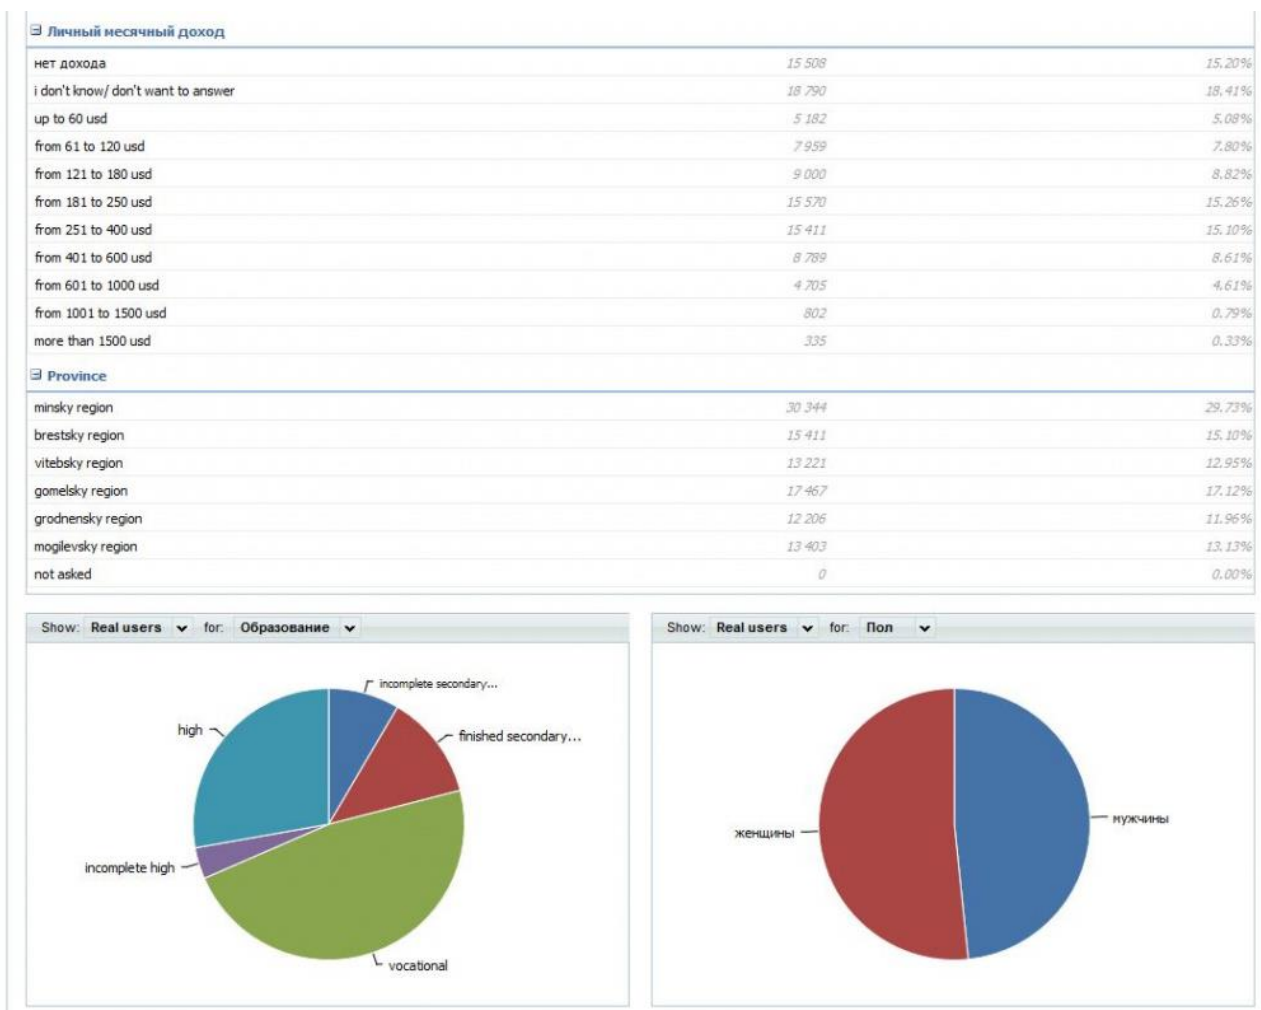 Личный месячный доход
нет дохода 15 508 15.20%
i don't know/ don't want to answer 18 790 18.41%
up to 60 usd 5 182 5.08%
from 61 to 120 usd 7 959 7.80%
from 121 to 180 usd 9 000 8.82%
from 181 to 250 usd 15 570 15.26%
from 251 to 400 usd 15 411 15.10%
from 401 to 600 usd 8 789 8.61%
from 601 to 1000 usd 4 705 4.61%
from 1001 to 1500 usd 802 0.79%
more than 1500 usd 335 0.33%
Province
minsky region 30 344 29.73%
brestsky region 15 411 15.10%
vitebsky region 13 221 12.95%
gomelsky region 17 467 17.12%
grodnensky region 12 206 11.96%
mogilevsky region 13 403 13.13%
not asked 0 0.00%
Show: Real users for: Образование
incomplete secondary...
finished secondary...
high
incomplete high
vocational
Show: Real users for: Пол
женщины
мужчины